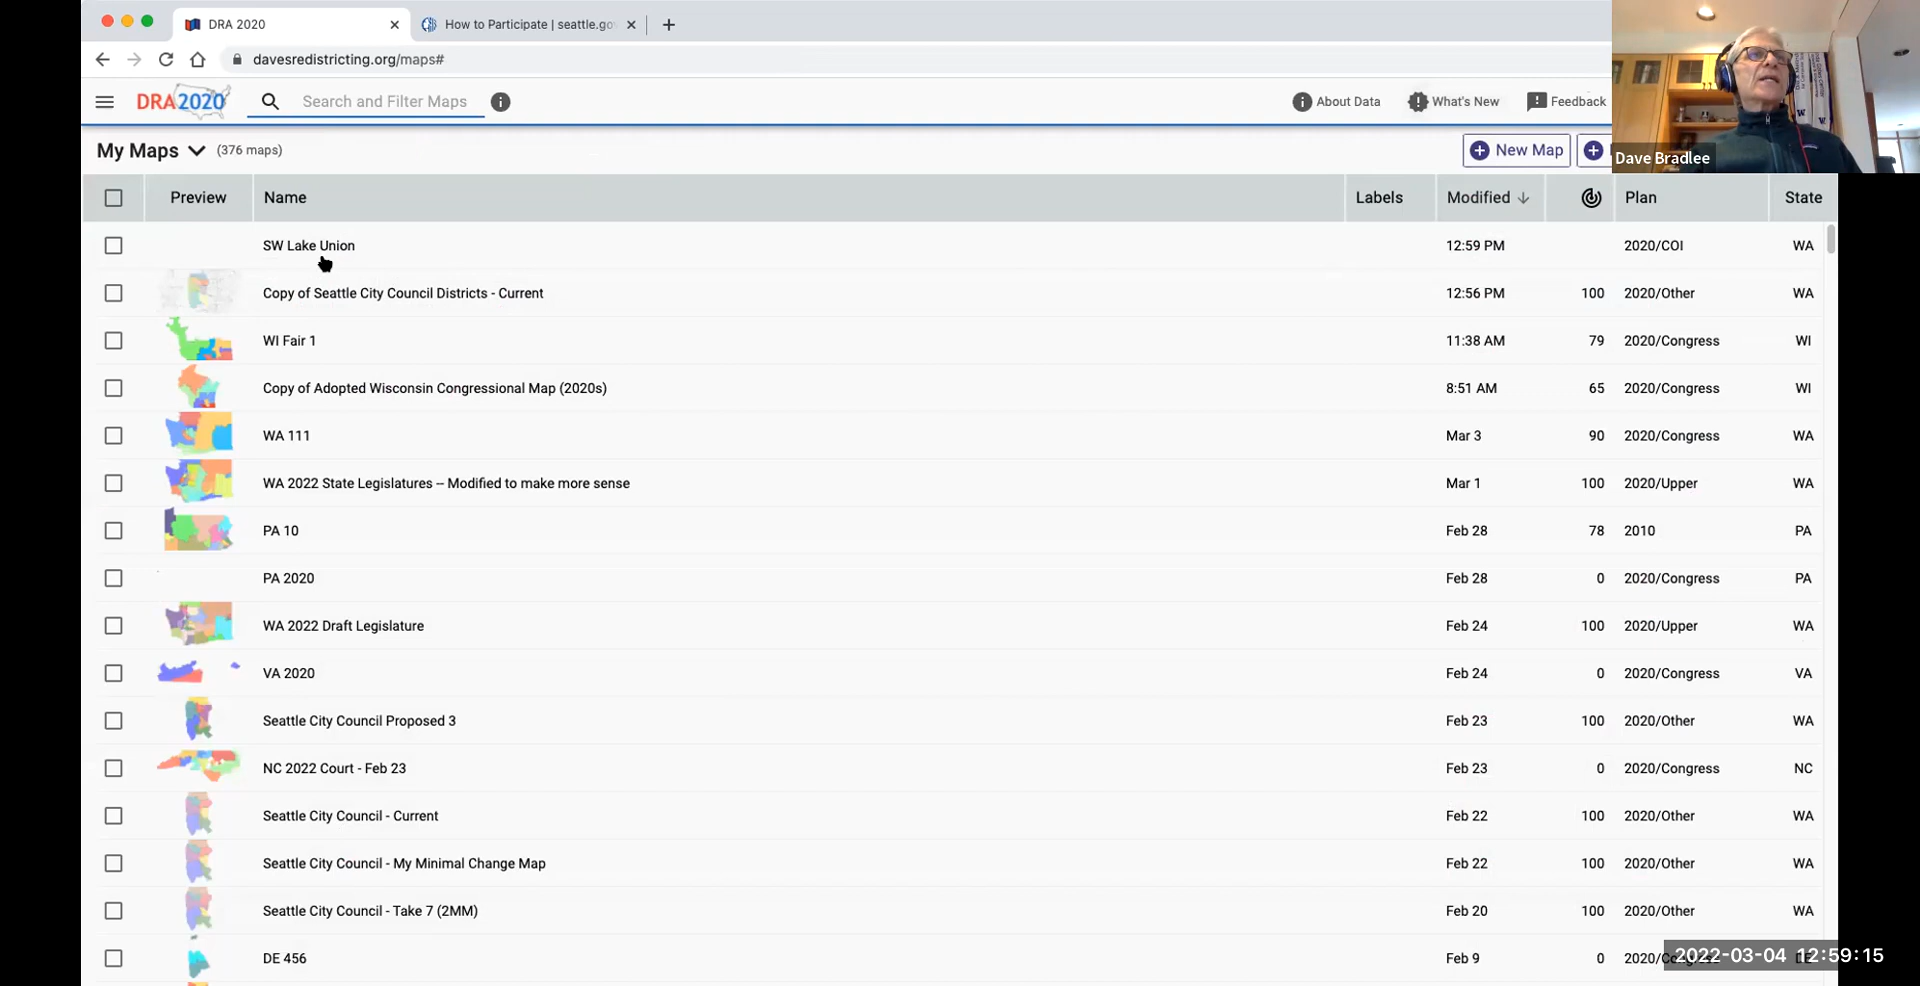 DRA 2020
How to Participate | seattle.go
davesredistricting.org/maps#
DRA2020
Search and Filter Maps
About Data
What's New
Feedback
Dave Bradlee
My Maps (376 maps)
New Map
Preview Name Labels Modified Plan State
SW Lake Union 12:59 PM 2020/COI WA
Copy of Seattle City Council Districts - Current 12:56 PM 100 2020/Other WA
WI Fair 1 11:38 AM 79 2020/Congress WI
Copy of Adopted Wisconsin Congressional Map (2020s) 8:51 AM 65 2020/Congress WI
WA 111 Mar 3 90 2020/Congress WA
WA 2022 State Legislatures -- Modified to make more sense Mar 1 100 2020/Upper WA
PA 10 Feb 28 78 2010 PA
PA 2020 Feb 28 0 2020/Congress PA
WA 2022 Draft Legislature Feb 24 100 2020/Upper WA
VA 2020 Feb 24 0 2020/Congress VA
Seattle City Council Proposed 3 Feb 23 100 2020/Other WA
NC 2022 Court - Feb 23 Feb 23 0 2020/Congress NC
Seattle City Council - Current Feb 22 100 2020/Other WA
Seattle City Council - My Minimal Change Map Feb 22 100 2020/Other WA
Seattle City Council - Take 7 (2MM) Feb 20 100 2020/Other WA
DE 456 Feb 9 0 2020/
2022-03-04 12:59:15